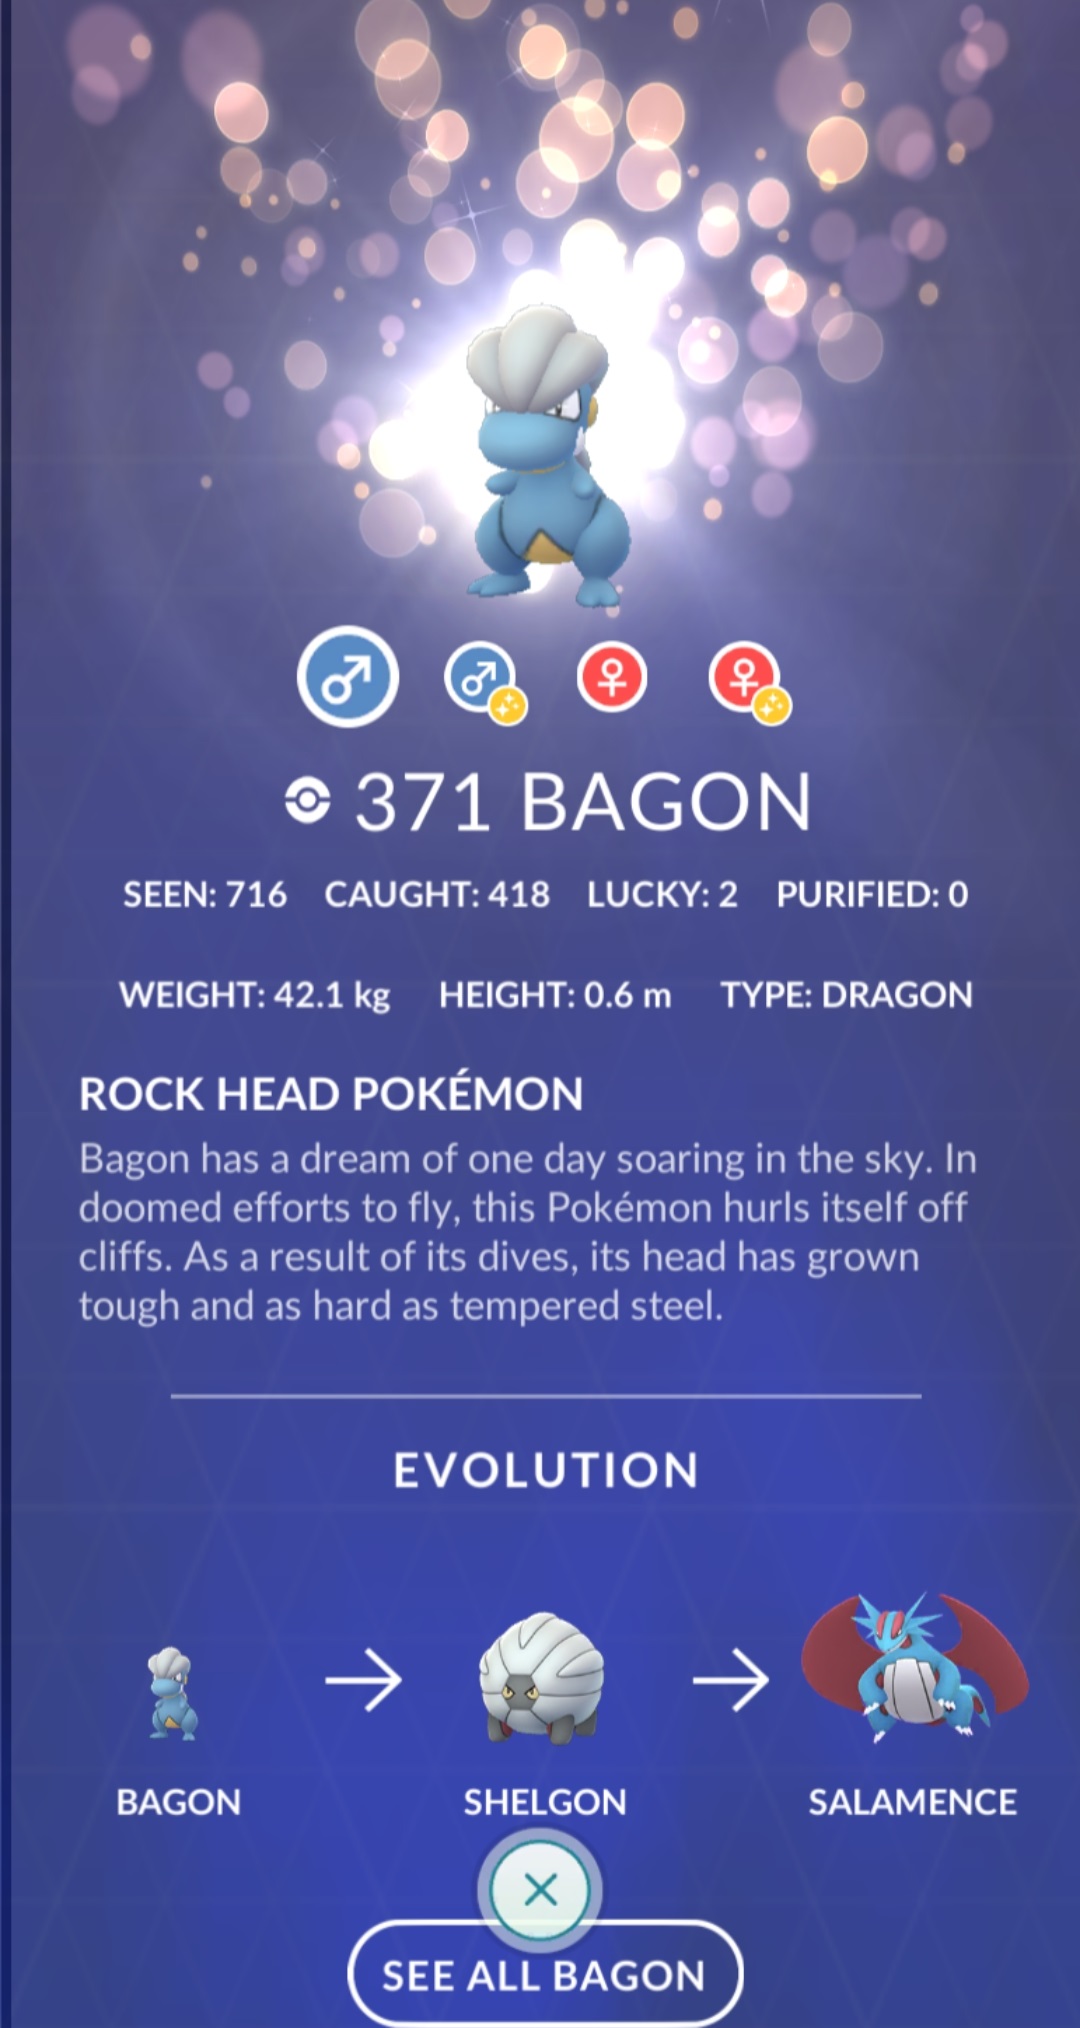 371 BAGON
SEEN: 716 CAUGHT: 418 LUCKY: 2 PURIFIED: 0
WEIGHT: 42.1 kg HEIGHT: 0.6 m TYPE: DRAGON
ROCK HEAD POKÉMON
Bagon has a dream of one day soaring in the sky. In
doomed efforts to fly, this Pokémon hurls itself off
cliffs. As a result of its dives, its head has grown
tough and as hard as tempered steel.
EVOLUTION
BAGON SHELGON SALAMENCE
SEE ALL BAGON